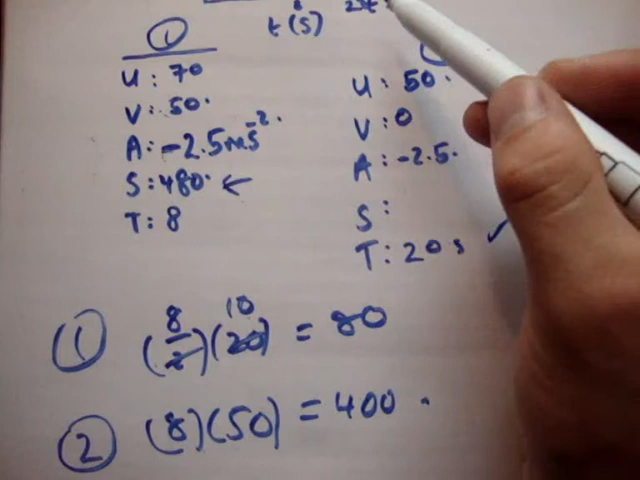 t (s)
①
U: 70
V: 50.
A: -2.5ms⁻².
S: 480. ←
T: 8
U: 50.
V: 0
A: -2.5.
S:
T: 20 s ✓
① (8/2)(20) 10 = 80
② (8)(50) = 400 .